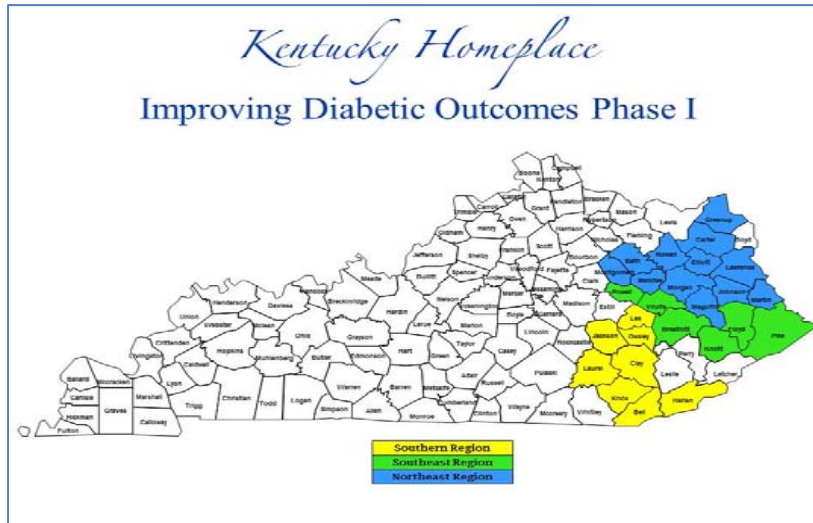 Kentucky Homeplace
Improving Diabetic Outcomes Phase I
Boone
Kenton
Campbell
Grant
Pendleton
Bracken
Mason
Lewis
Greenup
Carroll
Owen
Harrison
Fleming
Carter
Boyd
Oldham
Henry
Nicholas
Rowan
Elliott
Lawrence
Jefferson
Shelby
Franklin
Scott
Bourbon
Bath
Montgomery
Bullitt
Spencer
Anderson
Woodford
Fayette
Clark
Menifee
Morgan
Johnson
Martin
Meade
Breckinridge
Hardin
Nelson
Washington
Mercer
Madison
Estill
Powell
Wolfe
Magoffin
Henderson
Daviess
Hancock
Union
Webster
Mclean
Ohio
Grayson
Larue
Marion
Boyle
Garrard
Lee
Breathitt
Floyd
Pike
Crittenden
Hopkins
Muhlenberg
Butler
Edmonson
Hart
Green
Taylor
Casey
Lincoln
Rockcastle
Jackson
Owsley
Knott
Perry
Livingston
Caldwell
Lyon
Warren
Barren
Metcalfe
Adair
Russell
Pulaski
Laurel
Clay
Leslie
Letcher
Ballard
Mccracken
Carlisle
Graves
Marshall
Hickman
Fulton
Calloway
Trigg
Christian
Todd
Logan
Simpson
Allen
Monroe
Cumberland
Clinton
Wayne
Mccreary
Whitley
Knox
Bell
Harlan
Southern Region
Southeast Region
Northeast Region